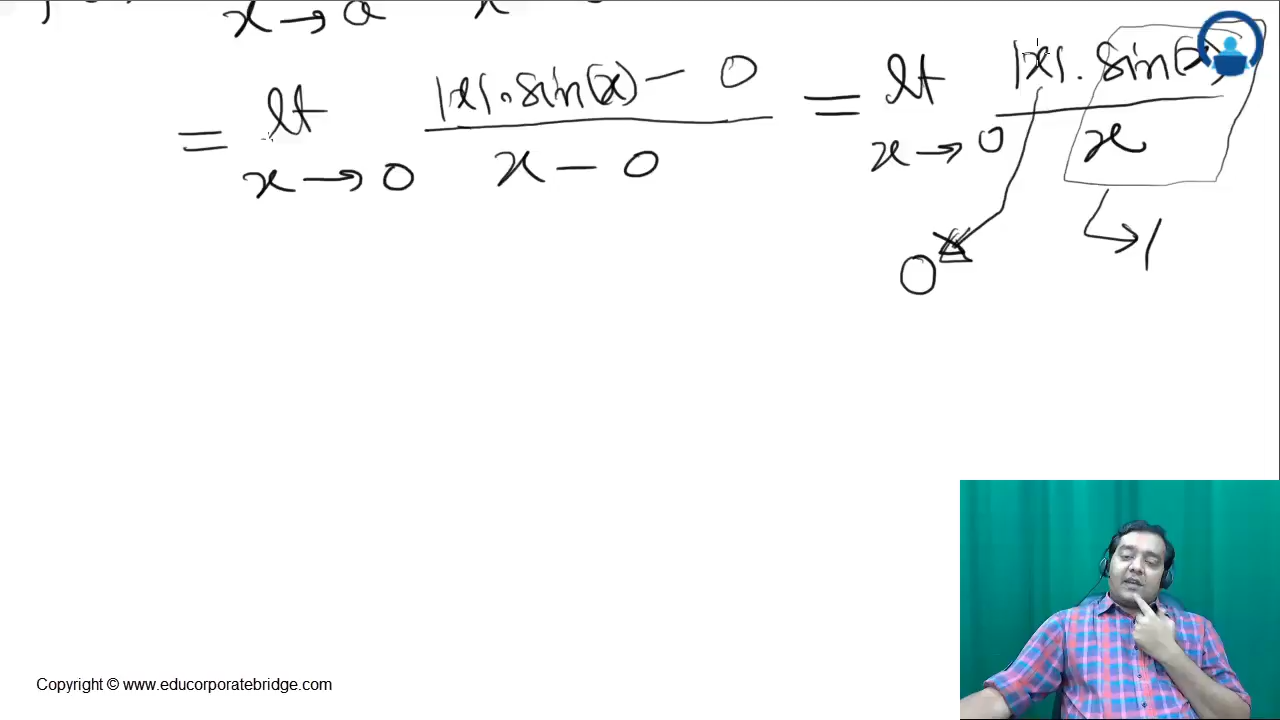 x → a x
= lt |x|.sin(x) - 0 = lt |x|. sin(x)
x → 0 x - 0 x → 0 x
0 1
Copyright © www.educorporatebridge.com